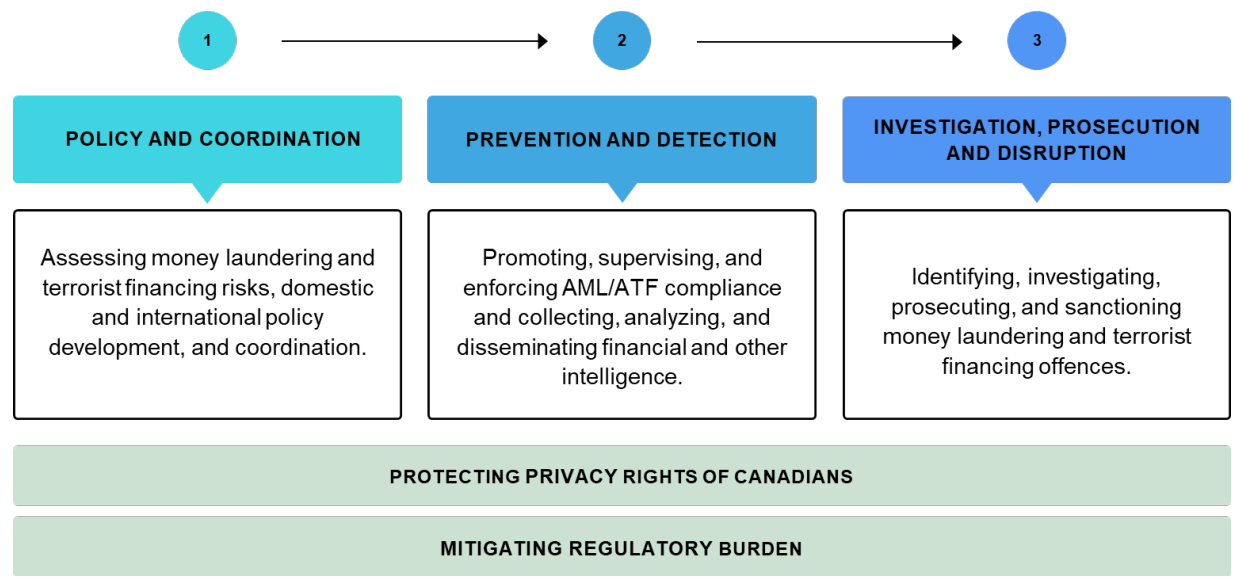 1
2
3
POLICY AND COORDINATION
PREVENTION AND DETECTION
INVESTIGATION, PROSECUTION
AND DISRUPTION
Assessing money laundering and
terrorist financing risks, domestic
and international policy
development, and coordination.
Promoting, supervising, and
enforcing AML/ATF compliance
and collecting, analyzing, and
disseminating financial and other
intelligence.
Identifying, investigating,
prosecuting, and sanctioning
money laundering and terrorist
financing offences.
PROTECTING PRIVACY RIGHTS OF CANADIANS
MITIGATING REGULATORY BURDEN